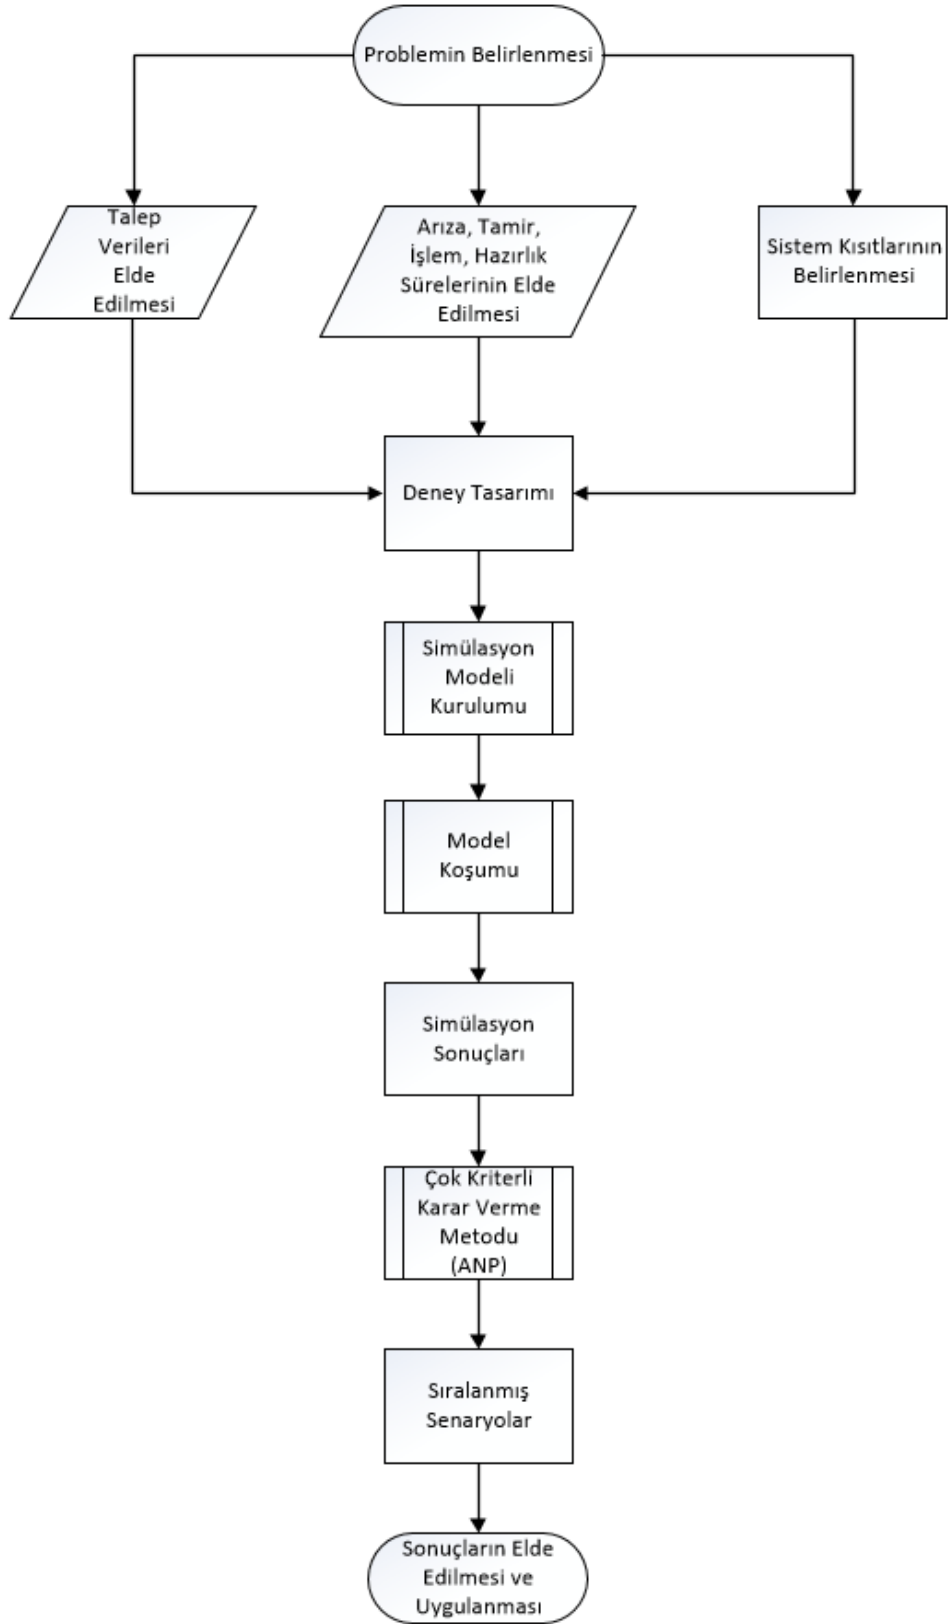 Problemin Belirlenmesi
Talep
Verileri
Elde
Edilmesi
Arıza, Tamir,
İşlem, Hazırlık
Sürelerinin Elde
Edilmesi
Sistem Kısıtlarının
Belirlenmesi
Deney Tasarımı
Simülasyon
Modeli
Kurulumu
Model
Koşumu
Simülasyon
Sonuçları
Çok Kriterli
Karar Verme
Metodu
(ANP)
Sıralanmış
Senaryolar
Sonuçların Elde
Edilmesi ve
Uygulanması